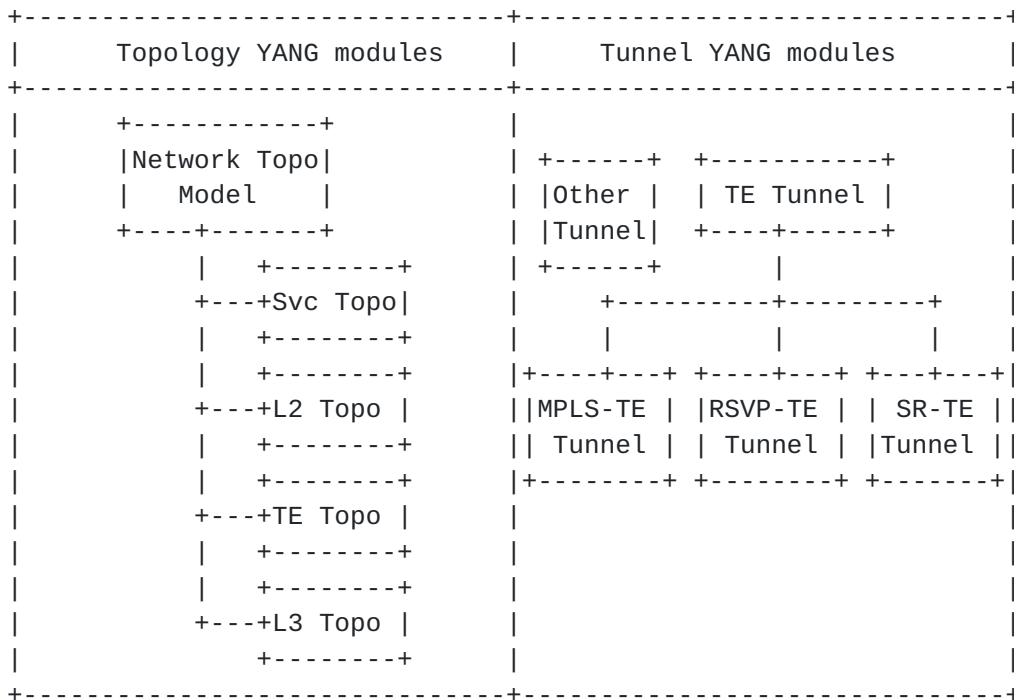 Topology YANG modules Tunnel YANG modules
Network Topo
Model
Other
Tunnel
TE Tunnel
Svc Topo
L2 Topo
TE Topo
L3 Topo
MPLS-TE
Tunnel
RSVP-TE
Tunnel
SR-TE
Tunnel